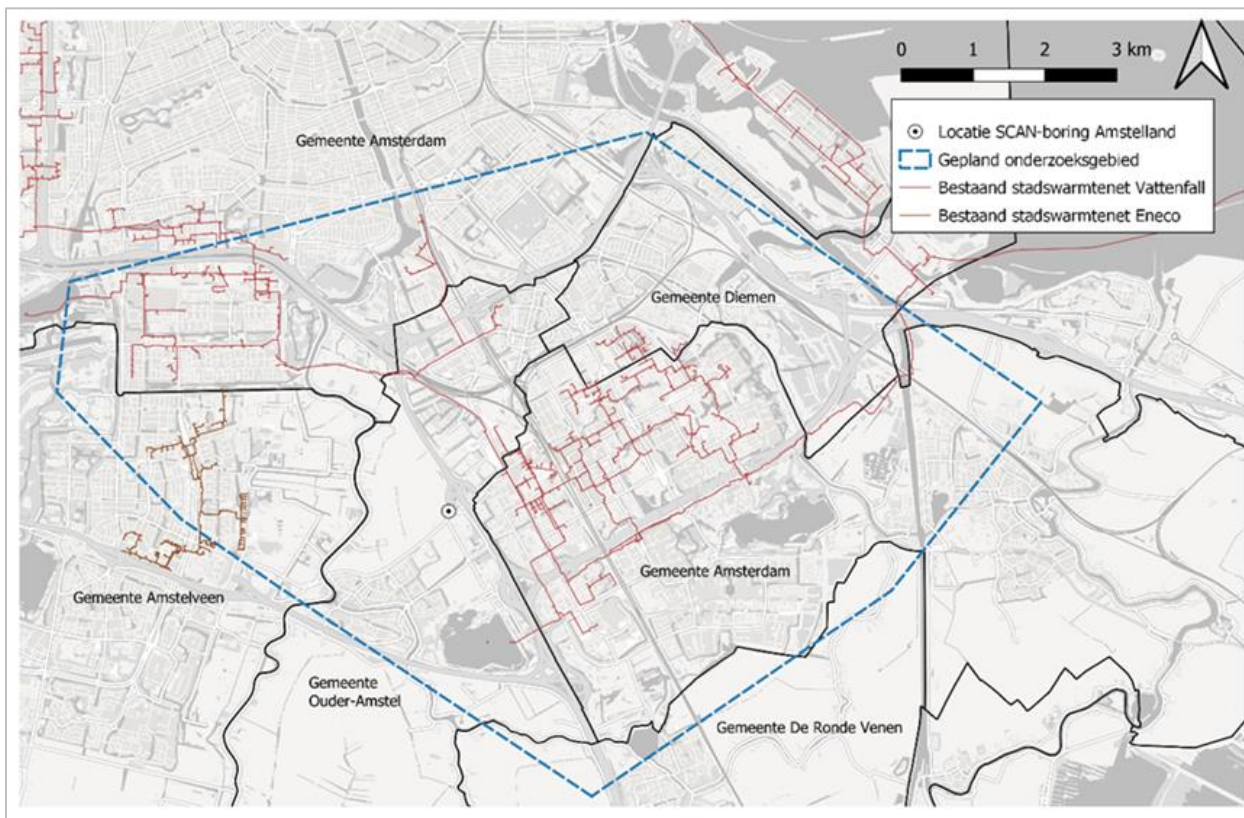 0 1 2 3 km
Locatie SCAN-boring Amstelland
Gepland onderzoeksgebied
Bestaand stadswarmtenet Vattenfall
Bestaand stadswarmtenet Eneco
Gemeente Amsterdam
Gemeente Diemen
Gemeente Amsterdam
Gemeente Amstelveen
Gemeente
Ouder-Amstel
Gemeente De Ronde Venen